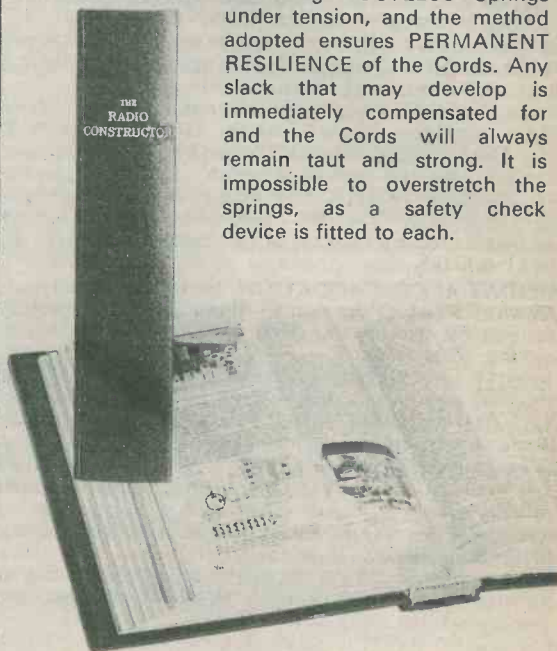 under tension, and the method
adopted ensures PERMANENT
RESILIENCE of the Cords. Any
slack that may develop is
immediately compensated for
and the Cords will always
remain taut and strong. It is
impossible to overstretch the
springs, as a safety check
device is fitted to each.
THE
RADIO
CONSTRUCTOR